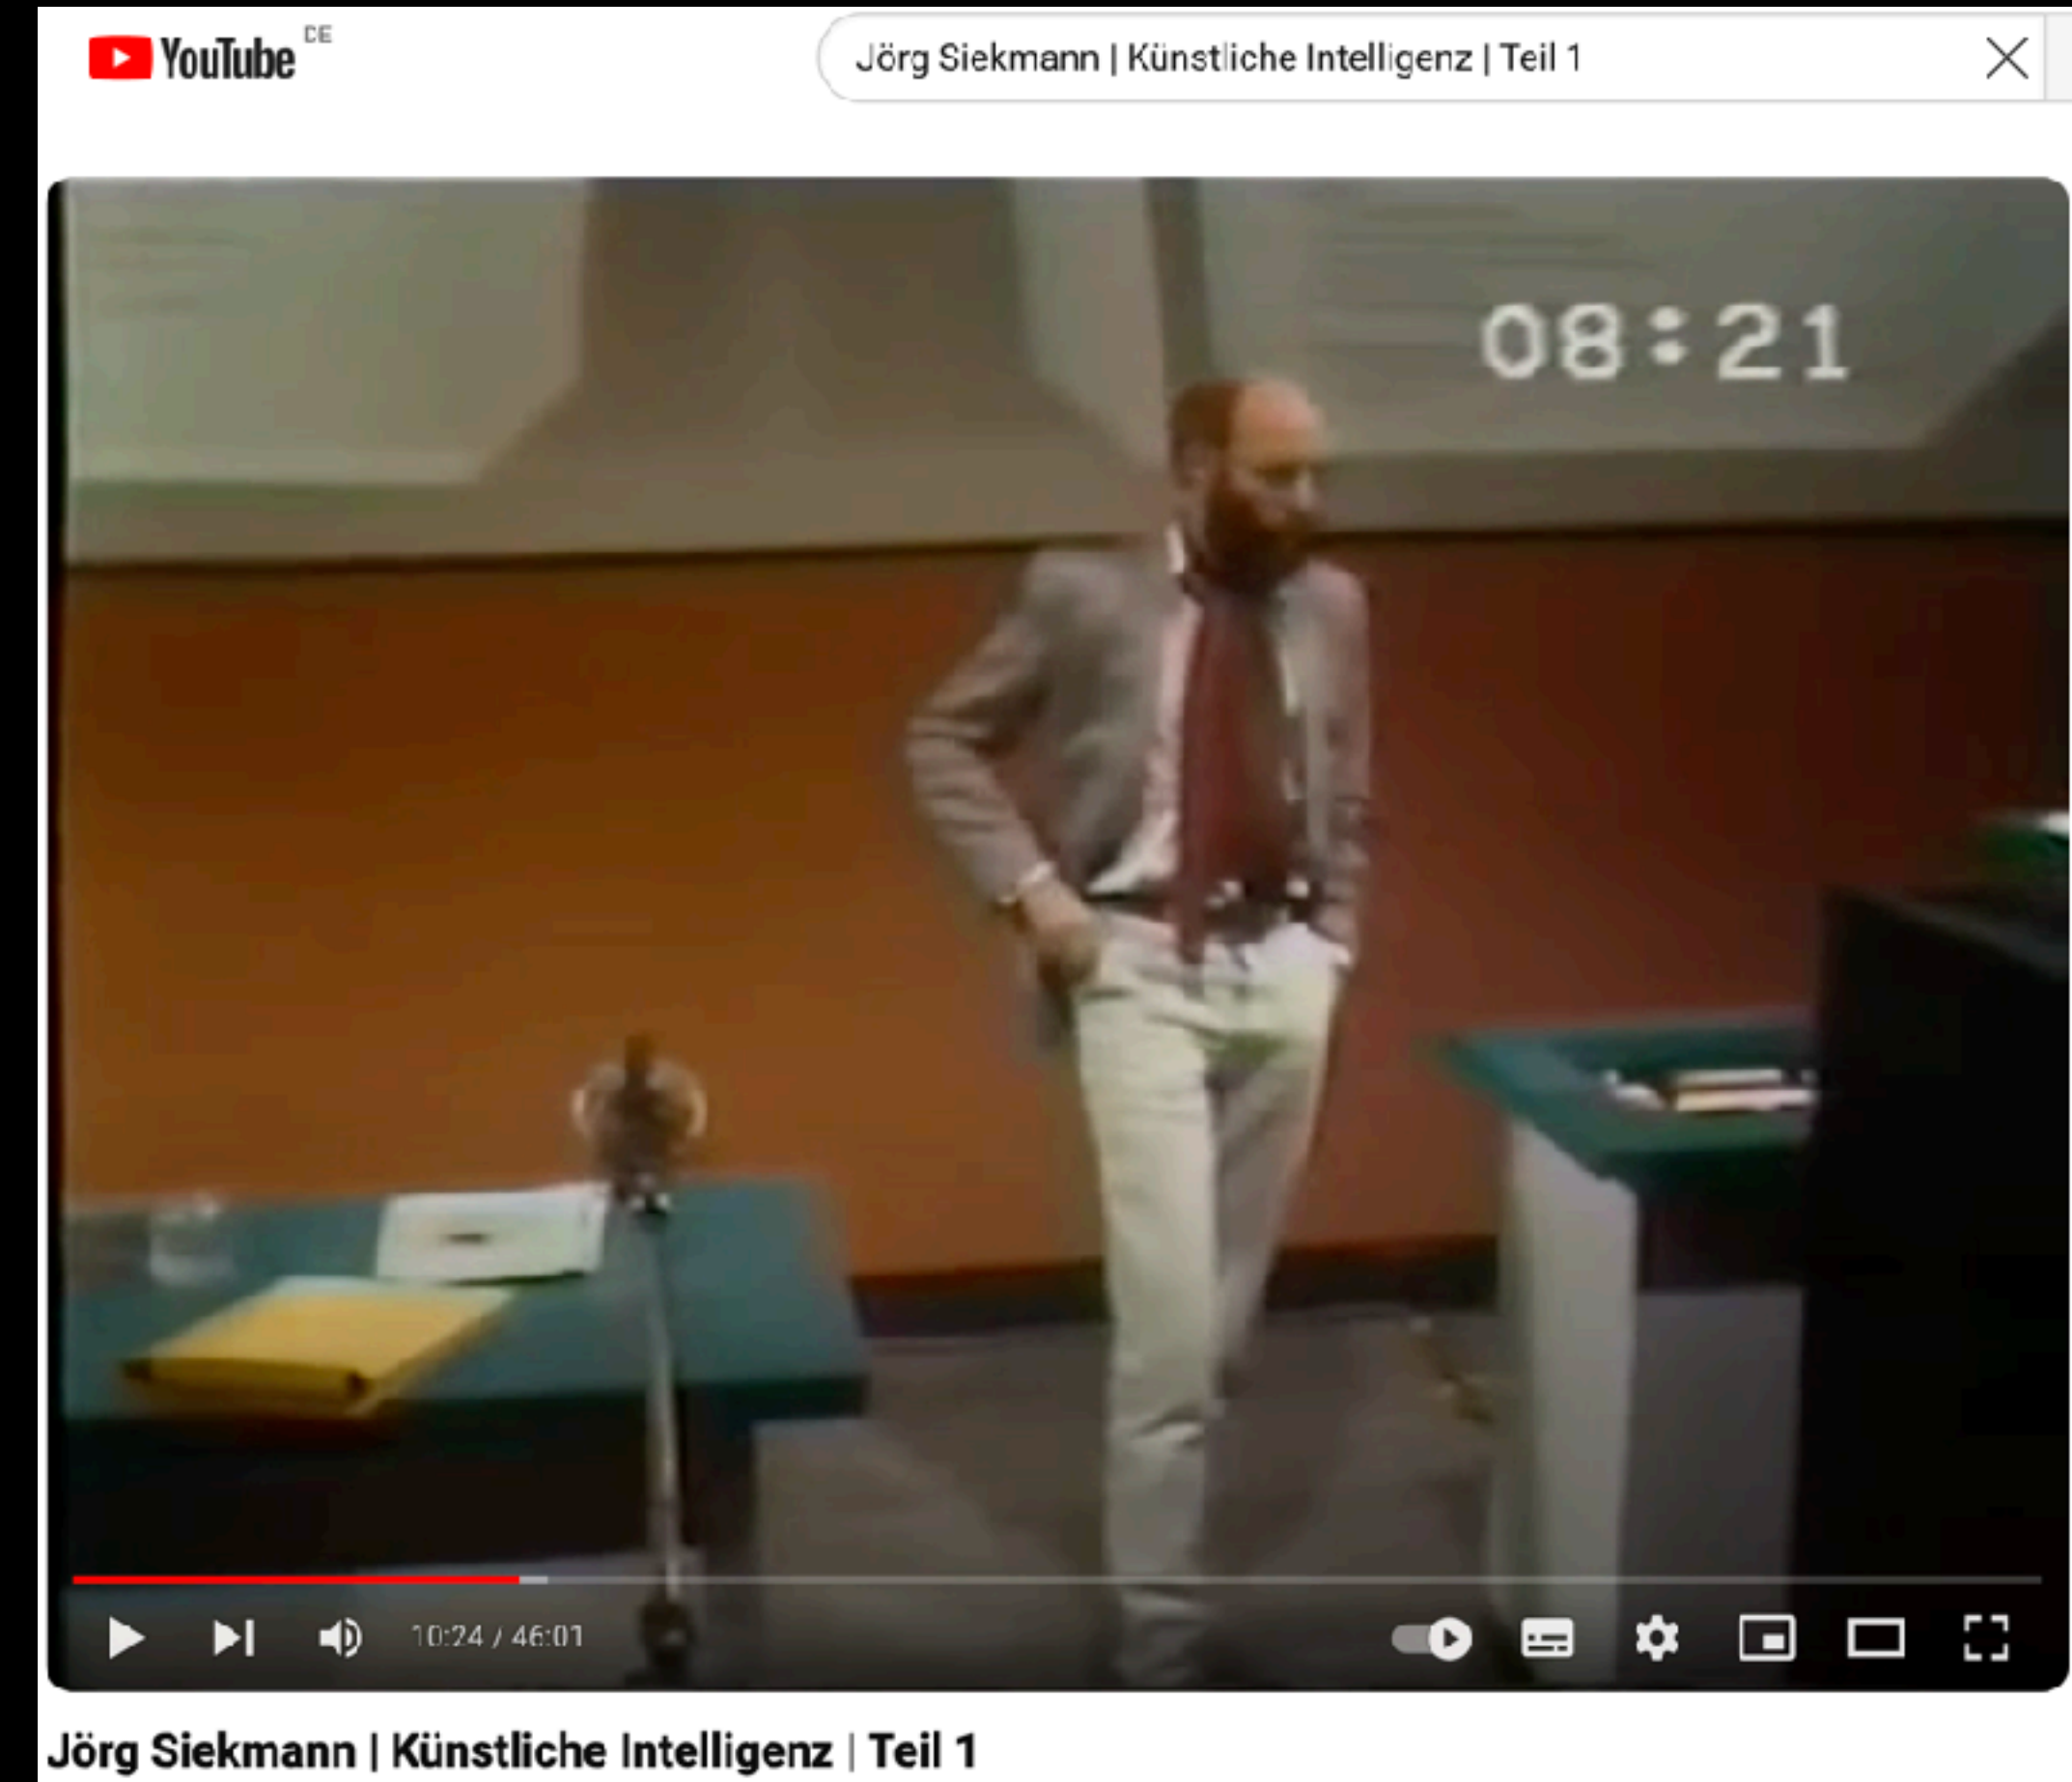 YouTube DE
Jörg Siekmann | Künstliche Intelligenz | Teil 1
08:21
10:24 / 46:01
Jörg Siekmann | Künstliche Intelligenz | Teil 1